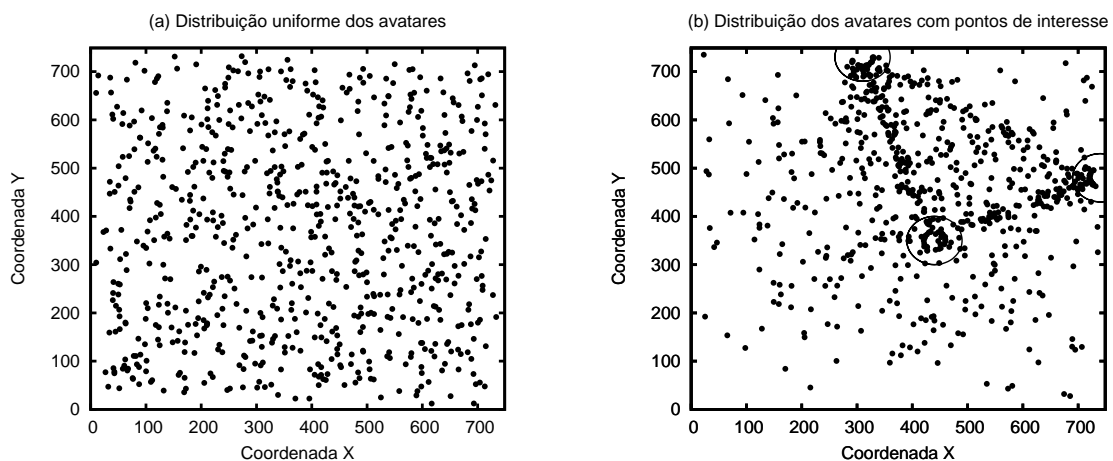 (a) Distribuição uniforme dos avatares
700
600
500
400
300
200
100
0
0 100 200 300 400 500 600 700
Coordenada Y
Coordenada X
(b) Distribuição dos avatares com pontos de interesse
700
600
500
400
300
200
100
0
0 100 200 300 400 500 600 700
Coordenada Y
Coordenada X